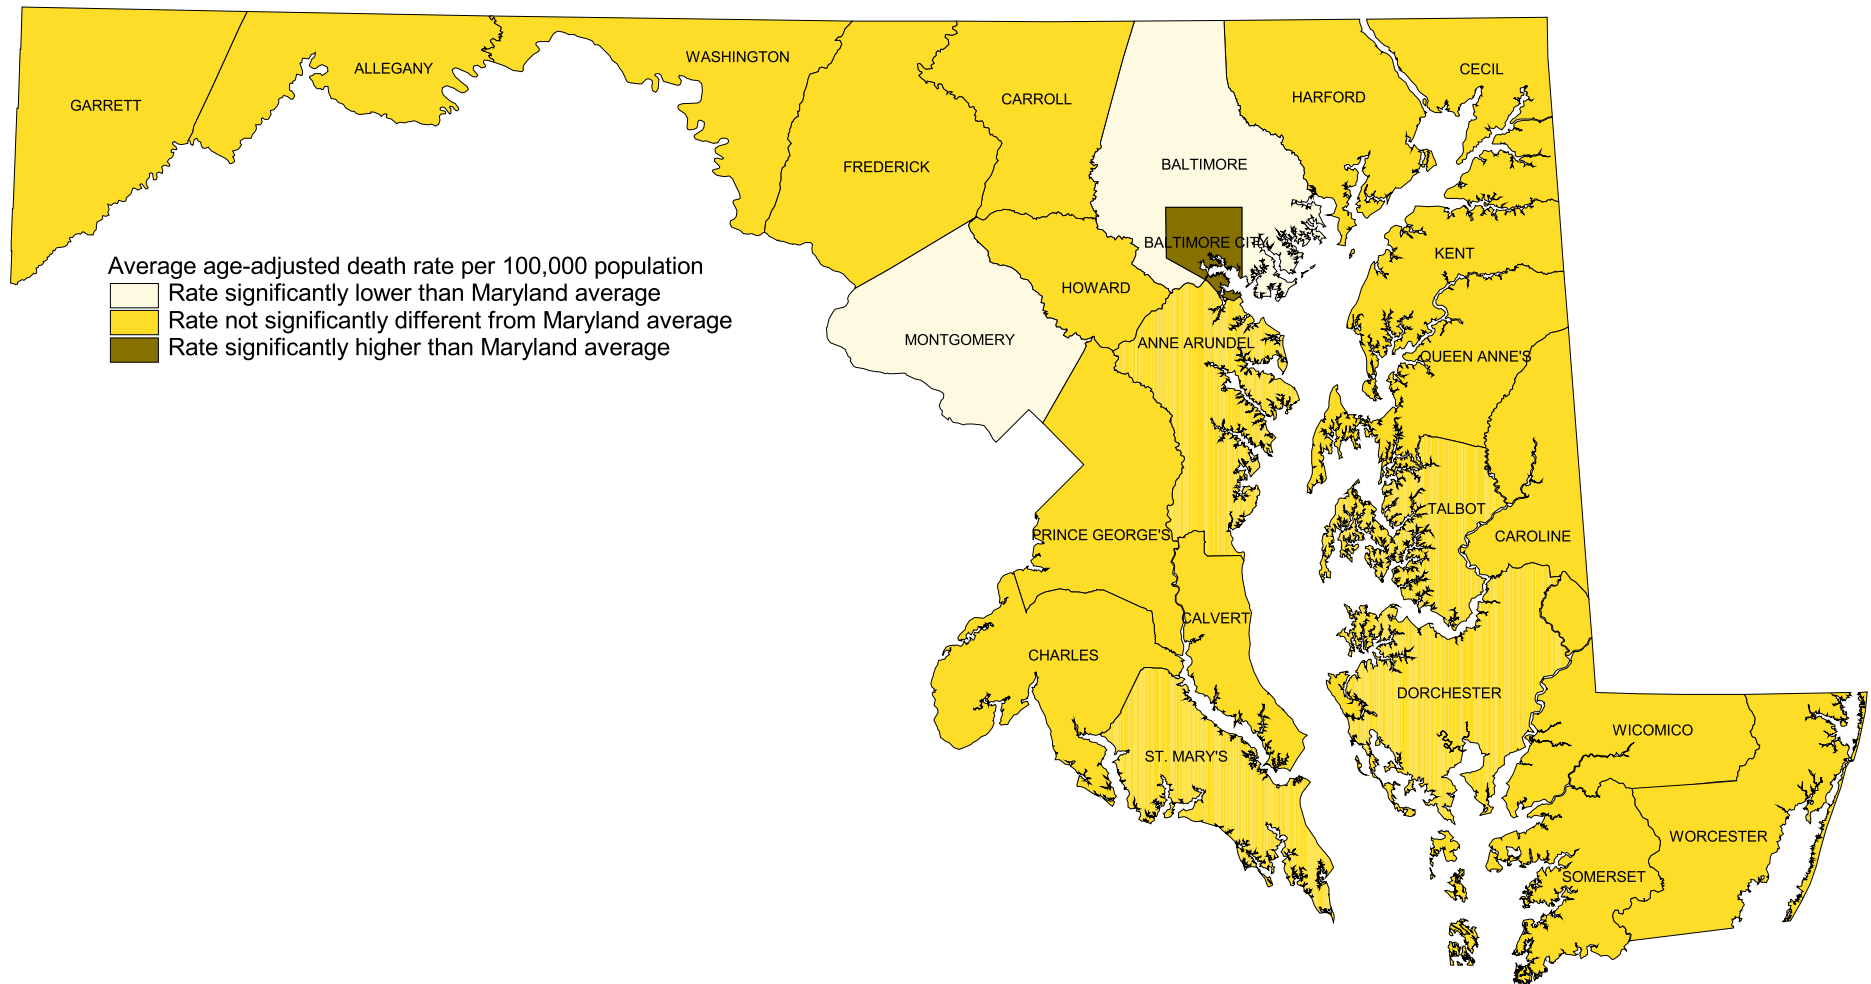 GARRETT
ALLEGANY
WASHINGTON
FREDERICK
CARROLL
BALTIMORE
HARFORD
CECIL
BALTIMORE CITY
KENT
Average age-adjusted death rate per 100,000 population
Rate significantly lower than Maryland average
Rate not significantly different from Maryland average
Rate significantly higher than Maryland average
HOWARD
MONTGOMERY
ANNE ARUNDEL
QUEEN ANNE'S
TALBOT
PRINCE GEORGE'S
CAROLINE
CALVERT
CHARLES
DORCHESTER
WICOMICO
ST. MARY'S
WORCESTER
SOMERSET